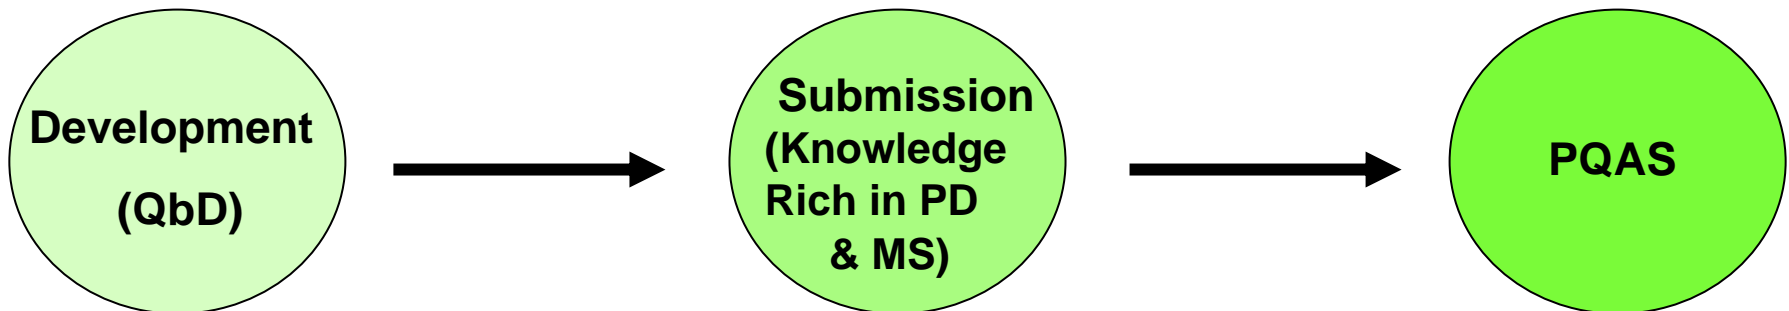 Development
(QbD)
Submission
(Knowledge
Rich in PD
& MS)
PQAS